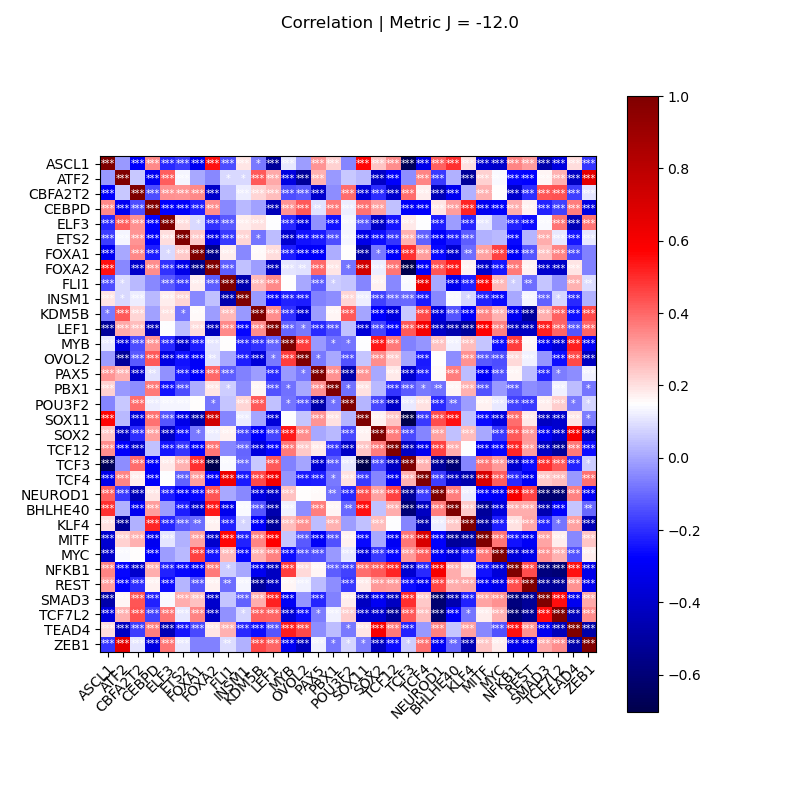 Correlation | Metric J = -12.0
ASCL1
ATF2
CBFA2T2
CEBPD
ELF3
ETS2
FOXA1
FOXA2
FLI1
INSM1
KDM5B
LEF1
MYB
OVOL2
PAX5
PBX1
POU3F2
SOX11
SOX2
TCF12
TCF3
TCF4
NEUROD1
BHLHE40
KLF4
MITF
MYC
NFKB1
REST
SMAD3
TCF7L2
TEAD4
ZEB1
ASCL1
ATF2
CBFA2T2
CEBPD
ELF3
ETS2
FOXA1
FOXA2
FLI1
INSM1
KDM5B
LEF1
MYB
OVOL2
PAX5
PBX1
POU3F2
SOX11
SOX2
TCF12
TCF3
TCF4
NEUROD1
BHLHE40
KLF4
MITF
MYC
NFKB1
REST
SMAD3
TCF7L2
TEAD4
ZEB1
1.0
0.8
0.6
0.4
0.2
0.0
−0.2
−0.4
−0.6